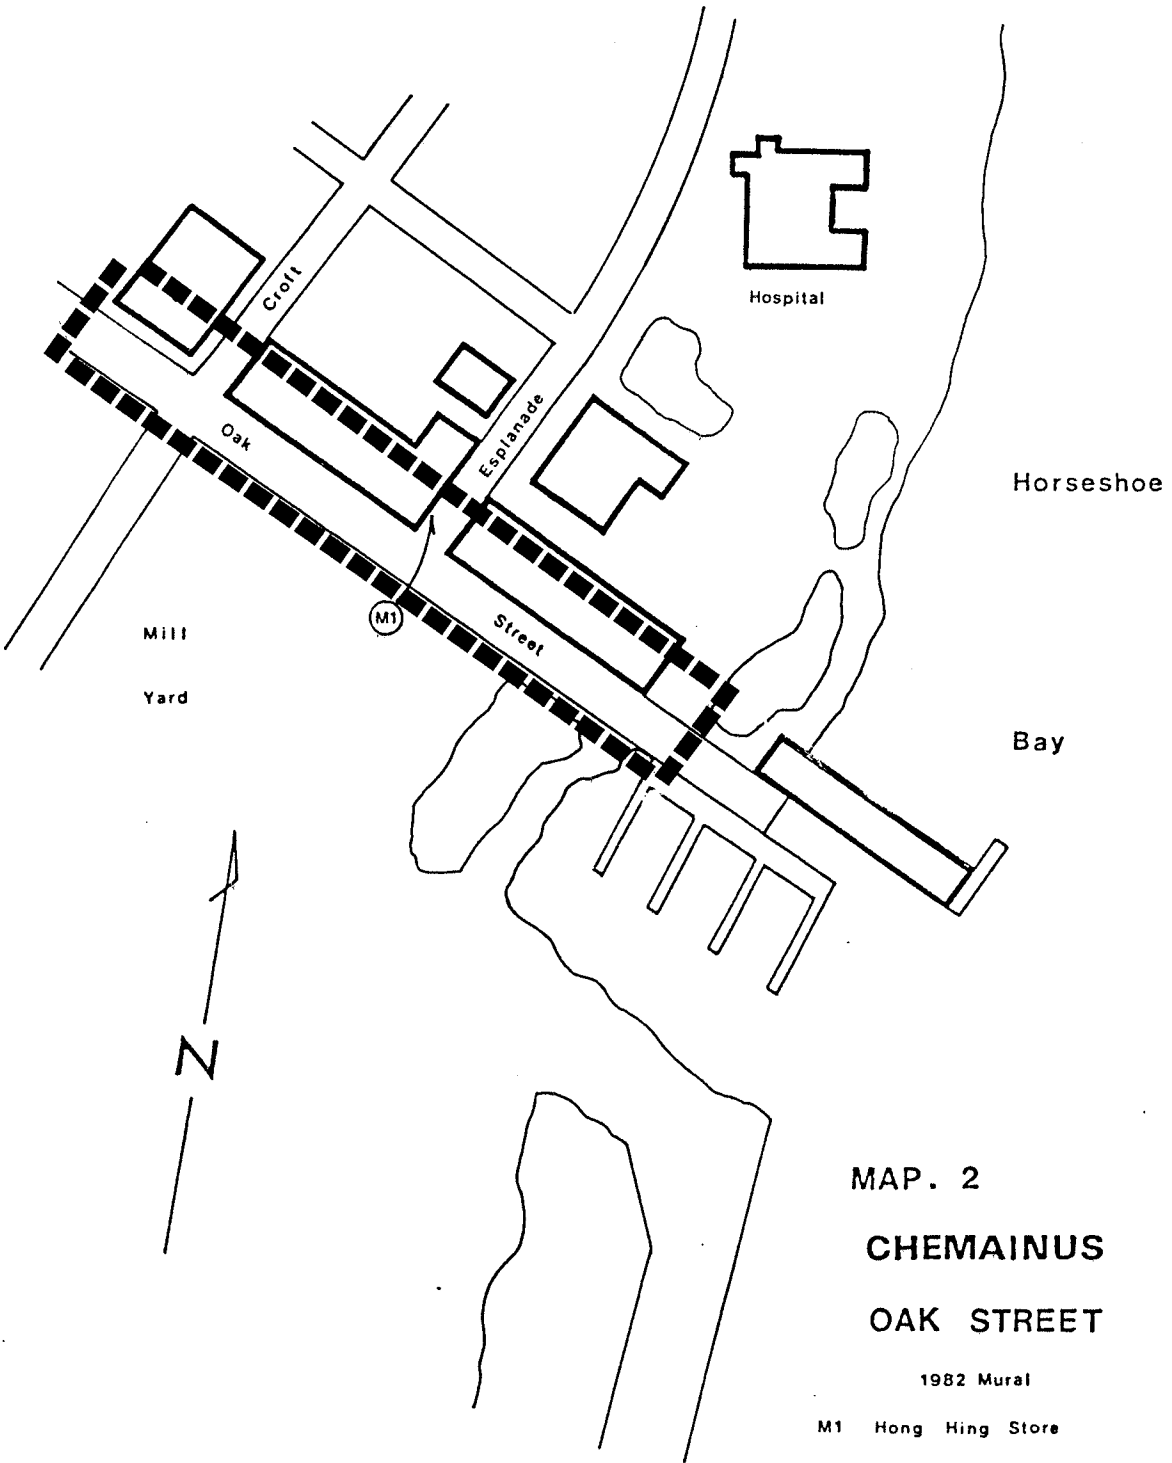 Hospital
Croft
Esplanade
Oak
Horseshoe
M1
Street
Mill
Yard
Bay
N
MAP. 2
CHEMAINUS
OAK STREET
1982 Mural
M1 Hong Hing Store